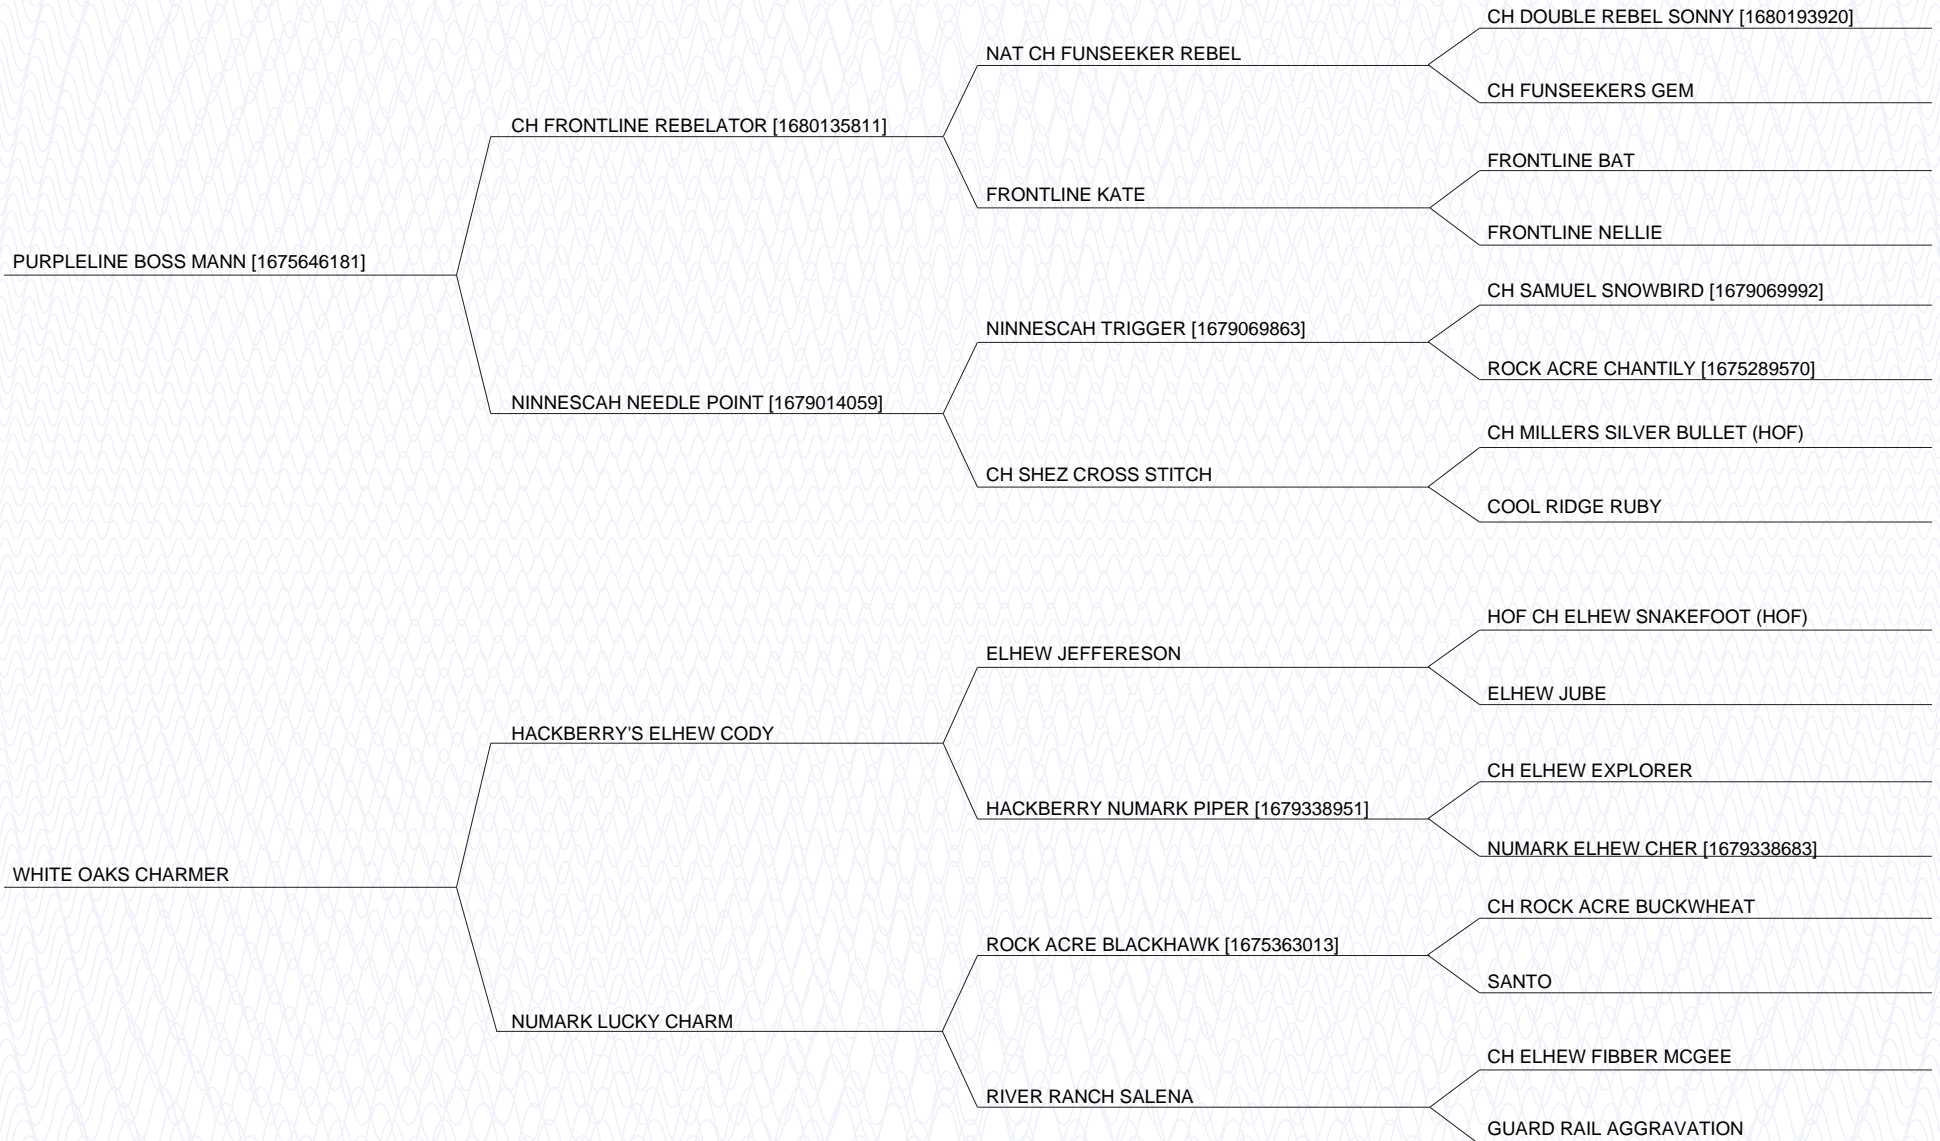 CH DOUBLE REBEL SONNY [1680193920]
NAT CH FUNSEEKER REBEL
CH FUNSEEKERS GEM
CH FRONTLINE REBELATOR [1680135811]
FRONTLINE BAT
FRONTLINE KATE
FRONTLINE NELLIE
PURPLELINE BOSS MANN [1675646181]
CH SAMUEL SNOWBIRD [1679069992]
NINNESCAH TRIGGER [1679069863]
ROCK ACRE CHANTILY [1675289570]
NINNESCAH NEEDLE POINT [1679014059]
CH MILLERS SILVER BULLET (HOF)
CH SHEZ CROSS STITCH
COOL RIDGE RUBY
HOF CH ELHEW SNAKEFOOT (HOF)
ELHEW JEFFERESON
ELHEW JUBE
HACKBERRY'S ELHEW CODY
CH ELHEW EXPLORER
HACKBERRY NUMARK PIPER [1679338951]
NUMARK ELHEW CHER [1679338683]
WHITE OAKS CHARMER
CH ROCK ACRE BUCKWHEAT
ROCK ACRE BLACKHAWK [1675363013]
SANTO
NUMARK LUCKY CHARM
CH ELHEW FIBBER MCGEE
RIVER RANCH SALENA
GUARD RAIL AGGRAVATION